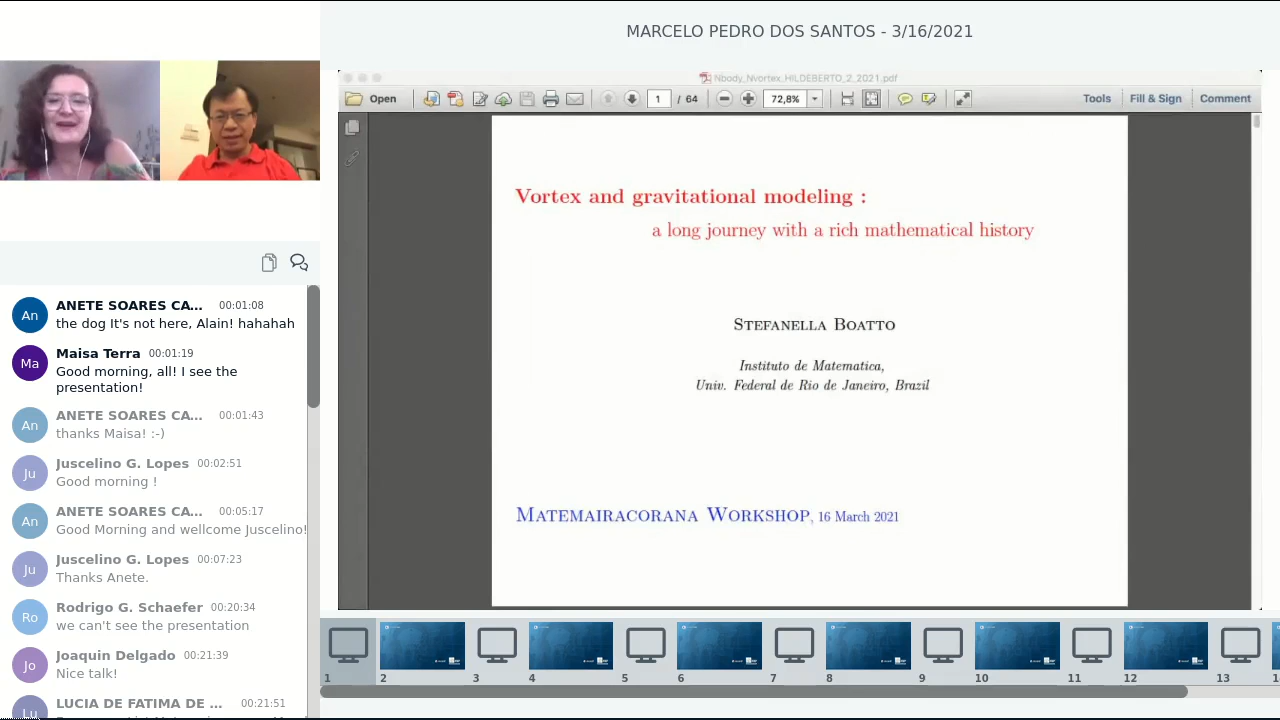 MARCELO PEDRO DOS SANTOS - 3/16/2021
Nbody_Nvortex_HILDEBERTO_2_2021.pdf
Open 1 / 64 72,8% Tools Fill & Sign Comment
Vortex and gravitational modeling :
a long journey with a rich mathematical history
STEFANELLA BOATTO
Instituto de Matematica,
Univ. Federal de Rio de Janeiro, Brazil
MATEMAIRACORANA WORKSHOP, 16 March 2021
An ANETE SOARES CA... 00:01:08
the dog It's not here, Alain! hahahah
Ma Maisa Terra 00:01:19
Good morning, all! I see the
presentation!
An ANETE SOARES CA... 00:01:43
thanks Maisa! :-)
Ju Juscelino G. Lopes 00:02:51
Good morning !
An ANETE SOARES CA... 00:05:17
Good Morning and wellcome Juscelino!
Ju Juscelino G. Lopes 00:07:23
Thanks Anete.
Ro Rodrigo G. Schaefer 00:20:34
we can't see the presentation
Jo Joaquin Delgado 00:21:39
Nice talk!
Lu LUCIA DE FATIMA DE ... 00:21:51
1 2 3 4 5 6 7 8 9 10 11 12 13